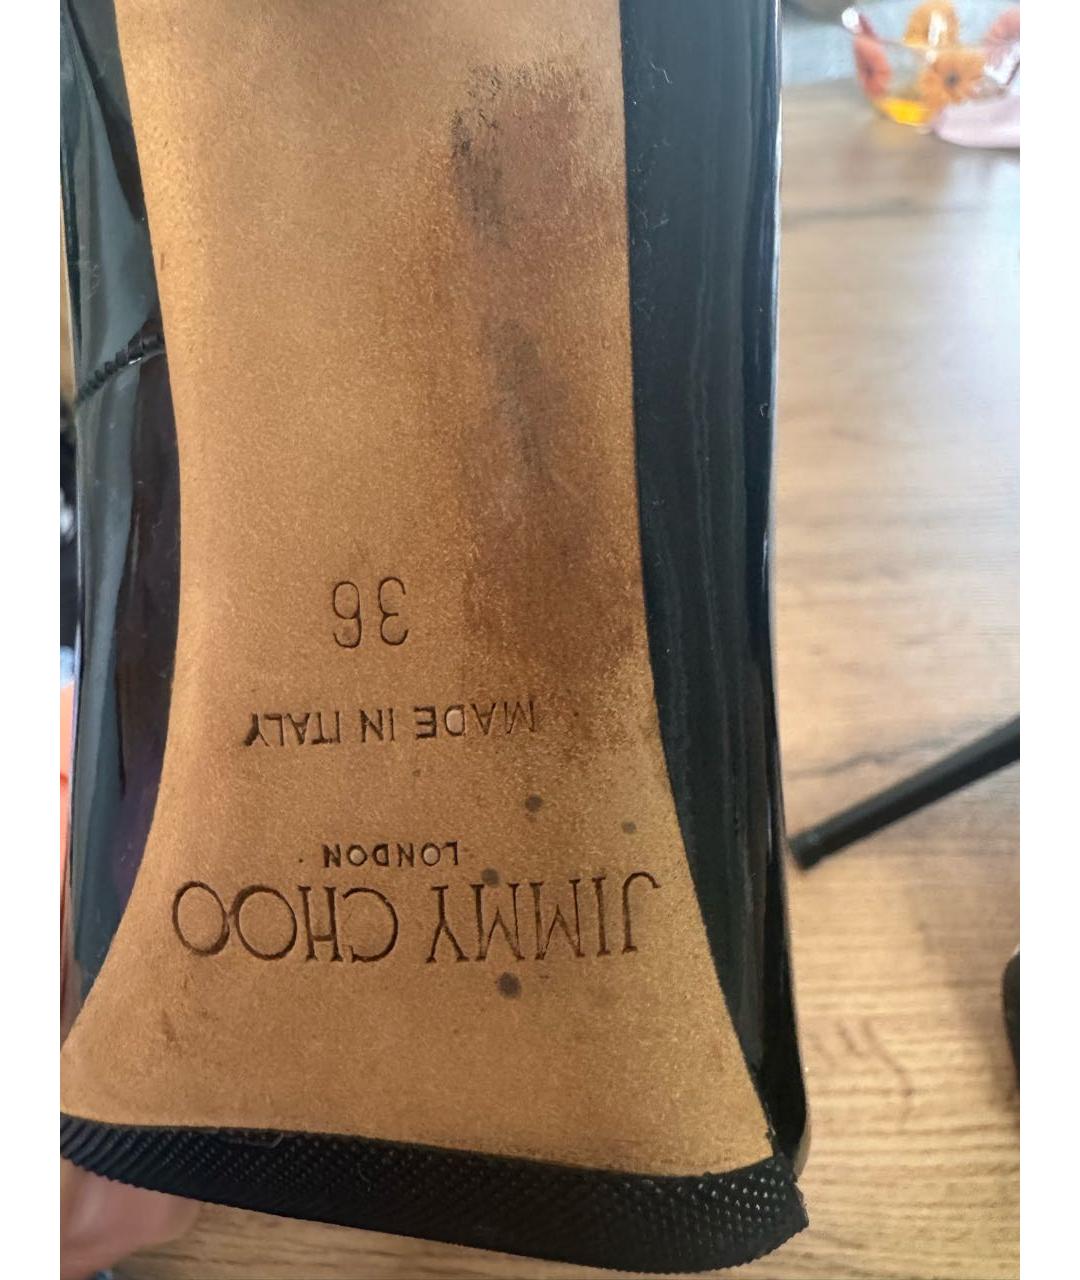 JIMMY CHOO
· LONDON ·
MADE IN ITALY
36